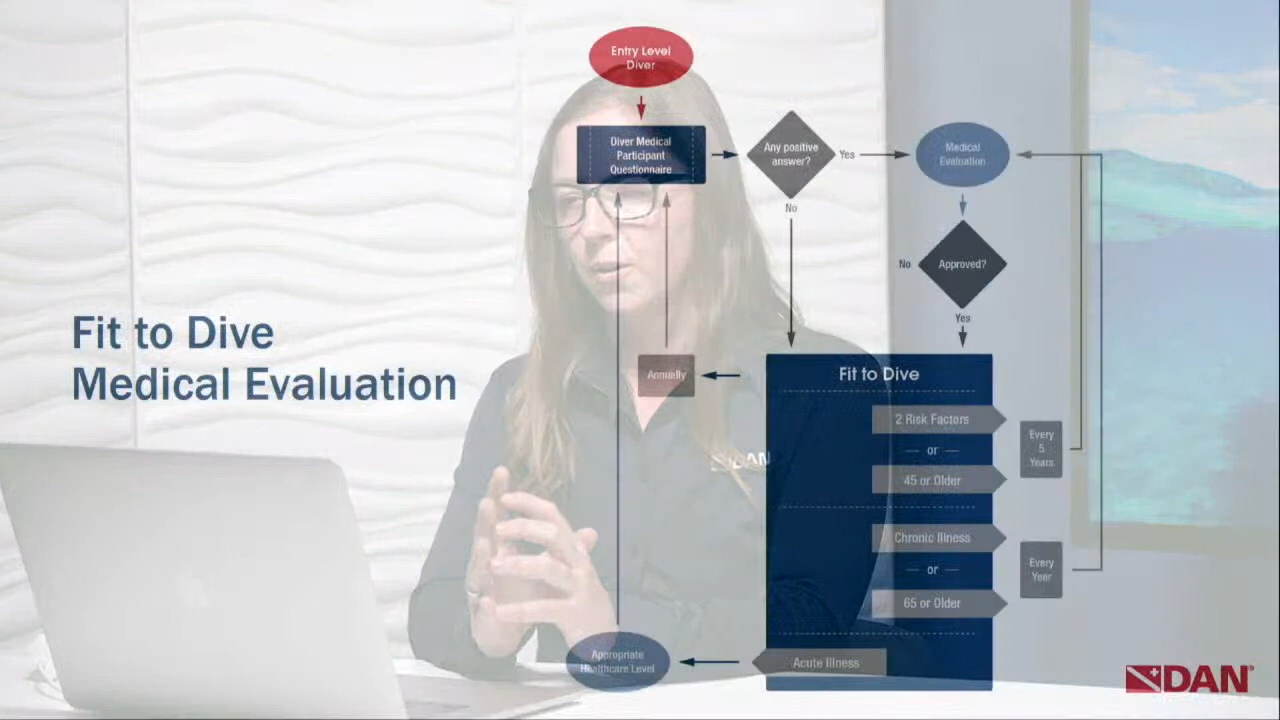 Entry Level
Diver
Diver Medical
Participant
Questionnaire
Any positive
answer?
Yes
Medical
Evaluation
No
No
Approved?
Yes
Fit to Dive
Medical Evaluation
Annually
Fit to Dive
2 Risk Factors
or
45 or Older
Every
5
Years
Chronic Illness
or
65 or Older
Every
Year
Appropriate
Healthcare Level
Acute Illness
DAN
DAN®